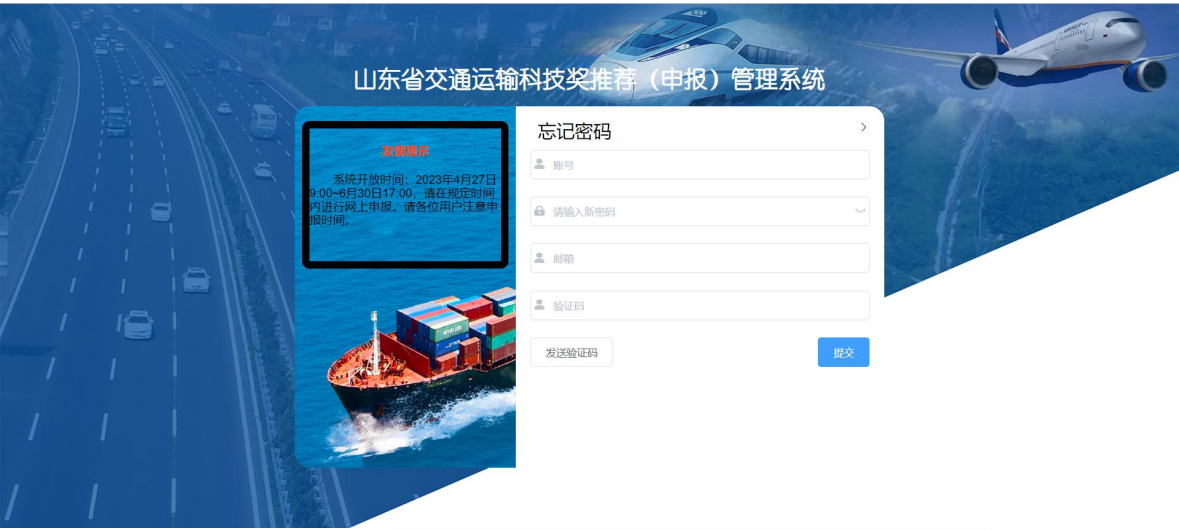 山东省交通运输科技奖推荐（申报）管理系统
友情提示
系统开放时间：2023年4月27日
9:00~6月30日17:00，请在规定时间
内进行网上申报。请各位用户注意申
报时间。
忘记密码
账号
请输入新密码
邮箱
验证码
发送验证码
提交